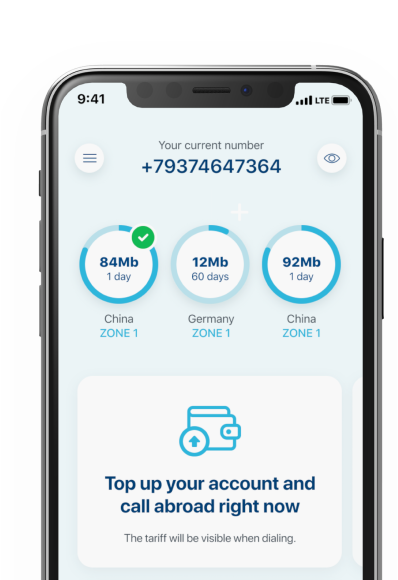 9:41
LTE
Your current number
+79374647364
84Mb
1 day
12Mb
60 days
92Mb
1 day
China
ZONE 1
Germany
ZONE 1
China
ZONE 1
Top up your account and
call abroad right now
The tariff will be visible when dialing.